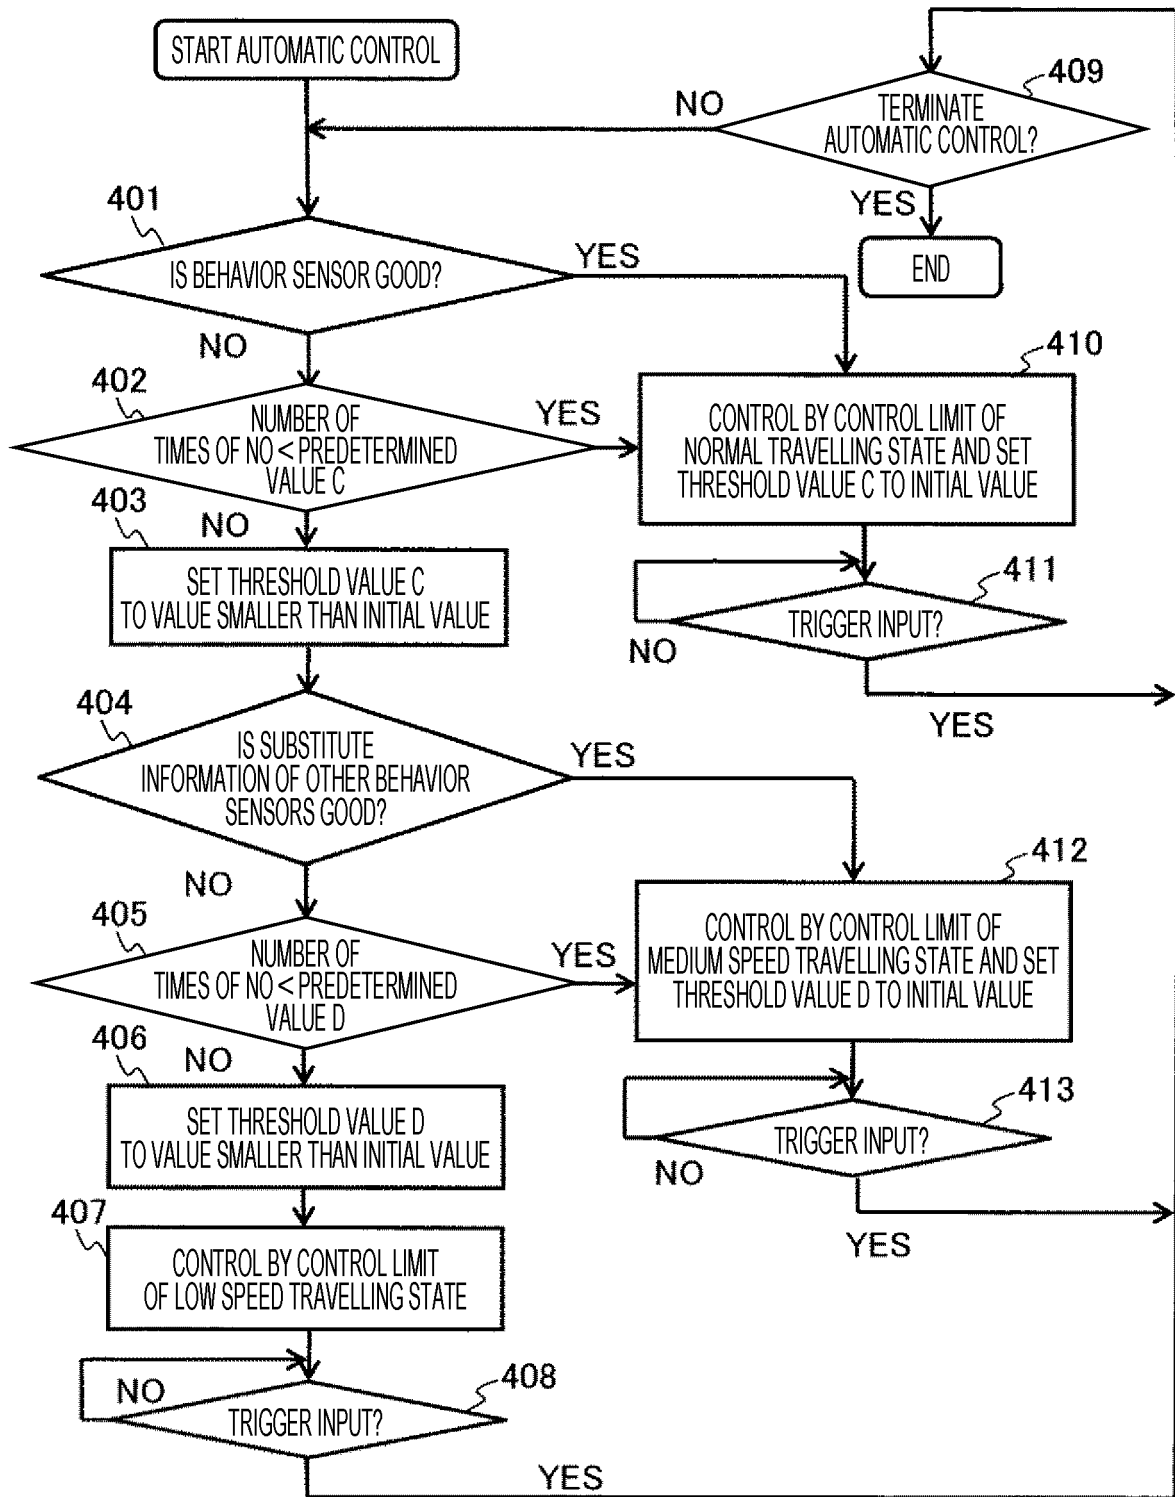 START AUTOMATIC CONTROL
409
TERMINATE
AUTOMATIC CONTROL?
NO
YES
END
401
IS BEHAVIOR SENSOR GOOD?
YES
NO
402
NUMBER OF
TIMES OF NO < PREDETERMINED
VALUE C
YES
NO
410
CONTROL BY CONTROL LIMIT OF
NORMAL TRAVELLING STATE AND SET
THRESHOLD VALUE C TO INITIAL VALUE
403
SET THRESHOLD VALUE C
TO VALUE SMALLER THAN INITIAL VALUE
411
TRIGGER INPUT?
NO
YES
404
IS SUBSTITUTE
INFORMATION OF OTHER BEHAVIOR
SENSORS GOOD?
YES
NO
412
CONTROL BY CONTROL LIMIT OF
MEDIUM SPEED TRAVELLING STATE AND SET
THRESHOLD VALUE D TO INITIAL VALUE
405
NUMBER OF
TIMES OF NO < PREDETERMINED
VALUE D
YES
NO
406
SET THRESHOLD VALUE D
TO VALUE SMALLER THAN INITIAL VALUE
413
TRIGGER INPUT?
NO
YES
407
CONTROL BY CONTROL LIMIT
OF LOW SPEED TRAVELLING STATE
408
TRIGGER INPUT?
NO
YES